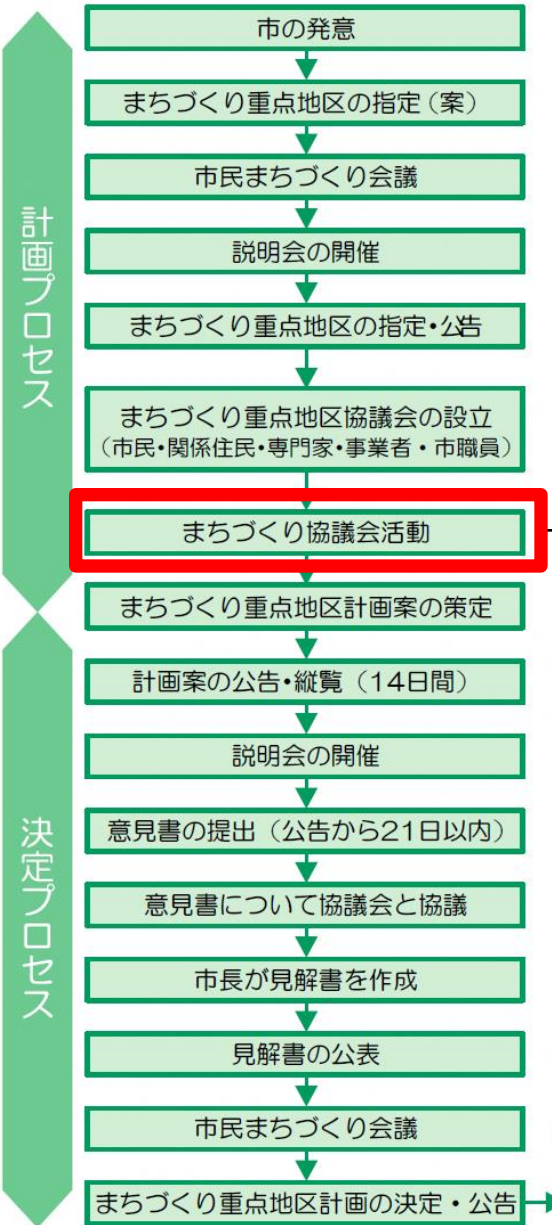 計画プロセス
市の発意
まちづくり重点地区の指定（案）
市民まちづくり会議
説明会の開催
まちづくり重点地区の指定・公告
まちづくり重点地区協議会の設立
（市民・関係住民・専門家・事業者・市職員）
まちづくり協議会活動
決定プロセス
まちづくり重点地区計画案の策定
計画案の公告・縦覧（14日間）
説明会の開催
意見書の提出（公告から21日以内）
意見書について協議会と協議
市長が見解書を作成
見解書の公表
市民まちづくり会議
まちづくり重点地区計画の決定・公告